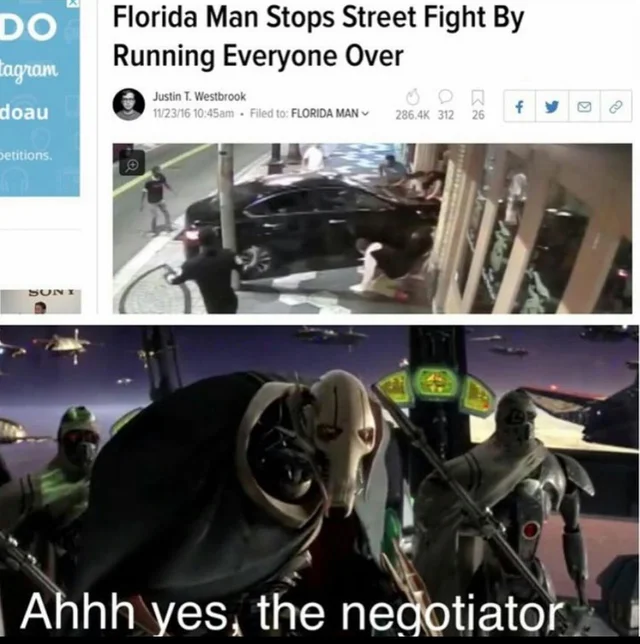 DO
tagram
doau
petitions.
SONY
Florida Man Stops Street Fight By
Running Everyone Over
Justin T. Westbrook
11/23/16 10:45am • Filed to: FLORIDA MAN
286.4K 312 26
Ahhh yes, the negotiator